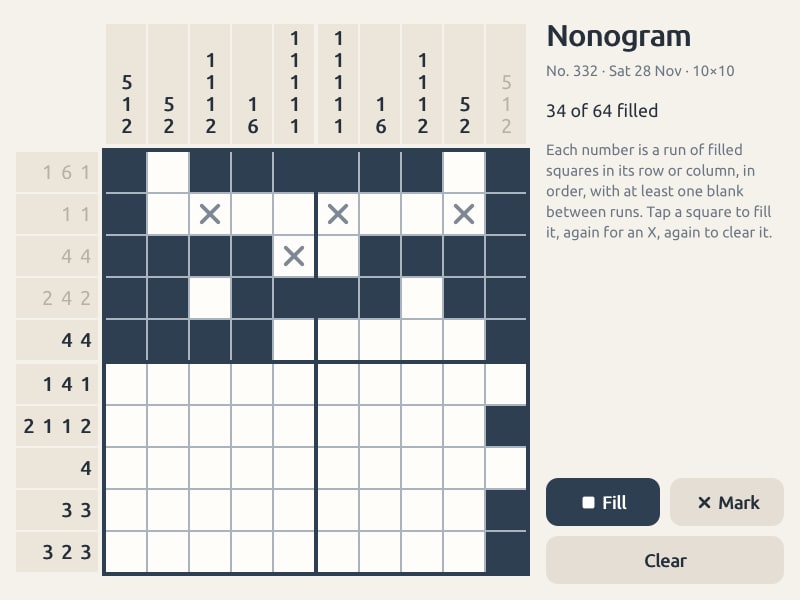 Nonogram
No. 332 · Sat 28 Nov · 10×10
34 of 64 filled
Each number is a run of filled
squares in its row or column, in
order, with at least one blank
between runs. Tap a square to fill
it, again for an X, again to clear it.
5 1 2
5 2
1 1 1 2
1 6
1 1 1 1 1
1 1 1 1 1
1 6
1 1 1 2
5 2
5 1 2
1 6 1
1 1
4 4
2 4 2
4 4
1 4 1
2 1 1 2
4
3 3
3 2 3
Fill
Mark
Clear